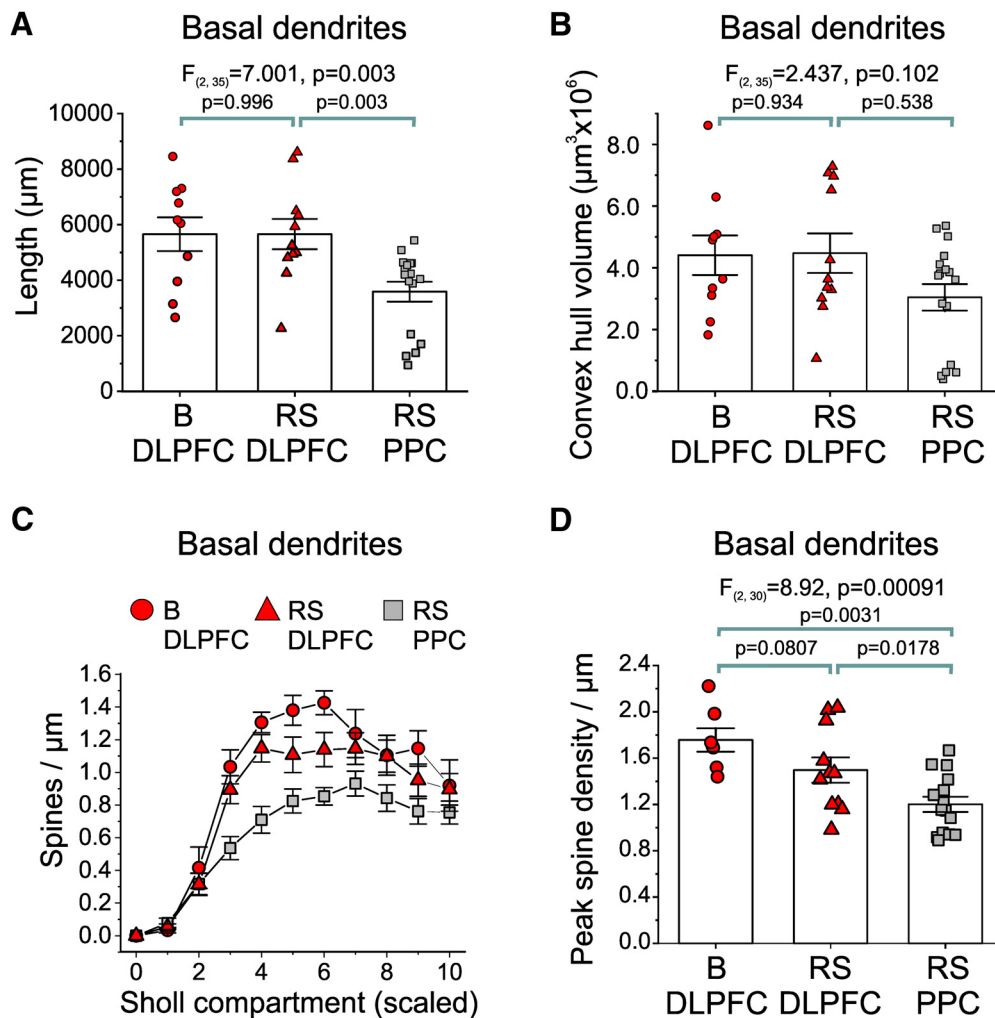 A
Basal dendrites
F(2, 35)=7.001, p=0.003
p=0.996 p=0.003
Length (µm)
10000
8000
6000
4000
2000
0
B RS RS
DLPFC DLPFC PPC
B
Basal dendrites
F(2, 35)=2.437, p=0.102
p=0.934 p=0.538
Convex hull volume (µm³x10⁶)
8.0
6.0
4.0
2.0
0.0
B RS RS
DLPFC DLPFC PPC
C
Basal dendrites
B RS RS
DLPFC DLPFC PPC
Spines / µm
1.6
1.4
1.2
1.0
0.8
0.6
0.4
0.2
0.0
0 2 4 6 8 10
Sholl compartment (scaled)
D
Basal dendrites
F(2, 30)=8.92, p=0.00091
p=0.0031
p=0.0807 p=0.0178
Peak spine density / µm
2.4
2.0
1.6
1.2
0.8
0.4
0.0
B RS RS
DLPFC DLPFC PPC